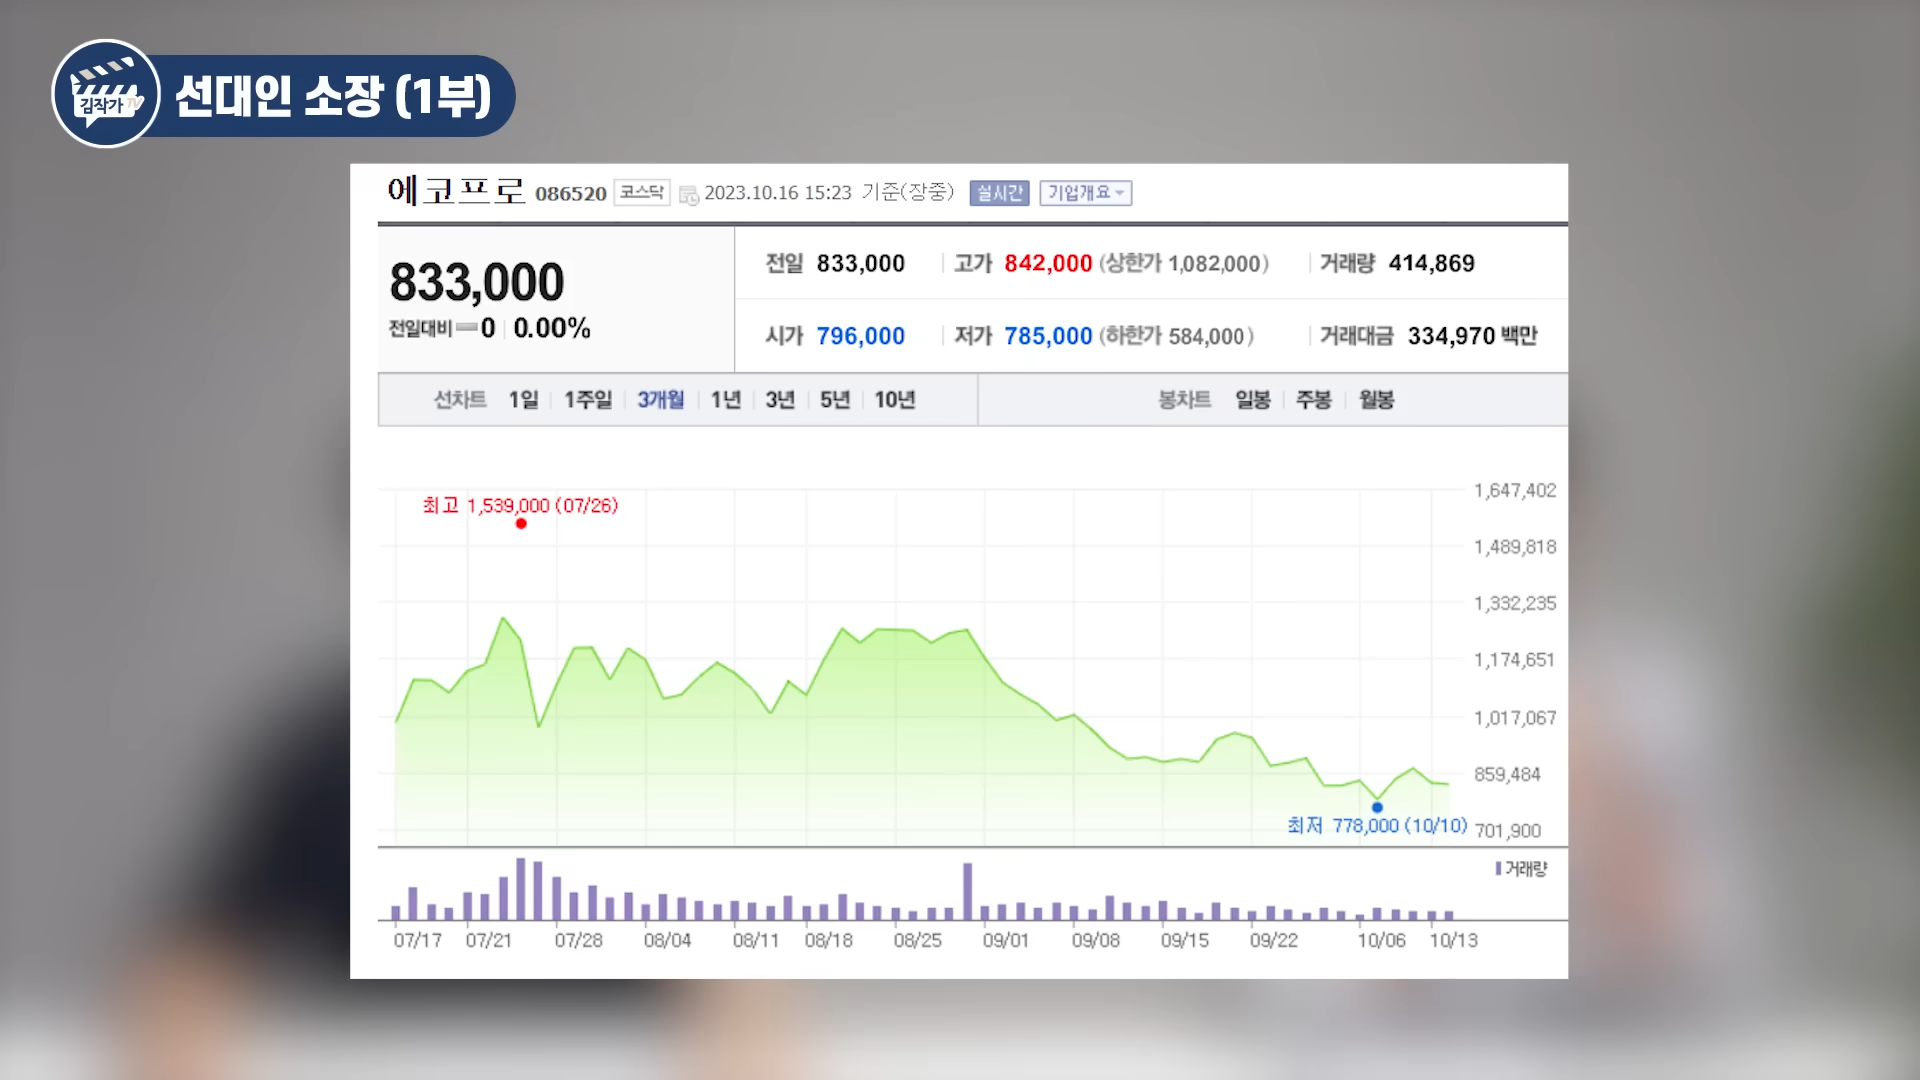 김작가 TV
선대인 소장 (1부)
에코프로 086520 코스닥 2023.10.16 15:23 기준(장중) 실시간 기업개요
833,000
전일대비 0 0.00%
전일 833,000 고가 842,000 (상한가 1,082,000) 거래량 414,869
시가 796,000 저가 785,000 (하한가 584,000) 거래대금 334,970 백만
선차트 1일 1주일 3개월 1년 3년 5년 10년 봉차트 일봉 주봉 월봉
최고 1,539,000 (07/26)
1,647,402
1,489,818
1,332,235
1,174,651
1,017,067
859,484
701,900
최저 778,000 (10/10)
거래량
07/17 07/21 07/28 08/04 08/11 08/18 08/25 09/01 09/08 09/15 09/22 10/06 10/13